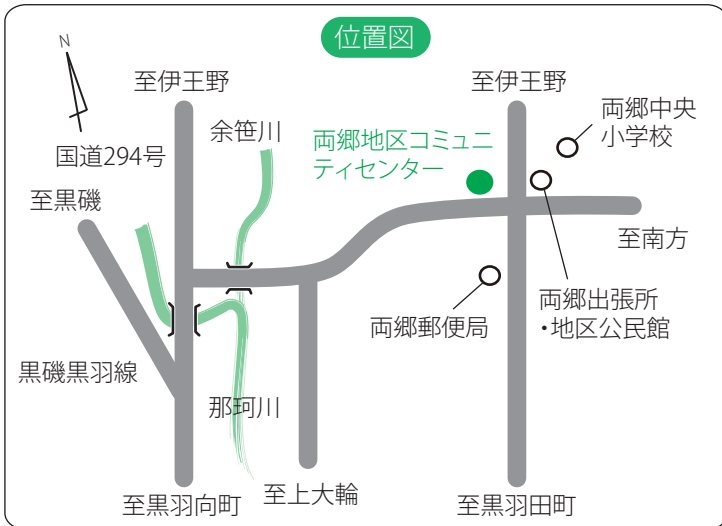 位置図
N
至伊王野
至伊王野
両郷中央
小学校
余笹川
両郷地区コミュニ
ティセンター
国道294号
至黒磯
至南方
両郷出張所
・地区公民館
両郷郵便局
黒磯黒羽線
那珂川
至黒羽向町
至上大輪
至黒羽田町